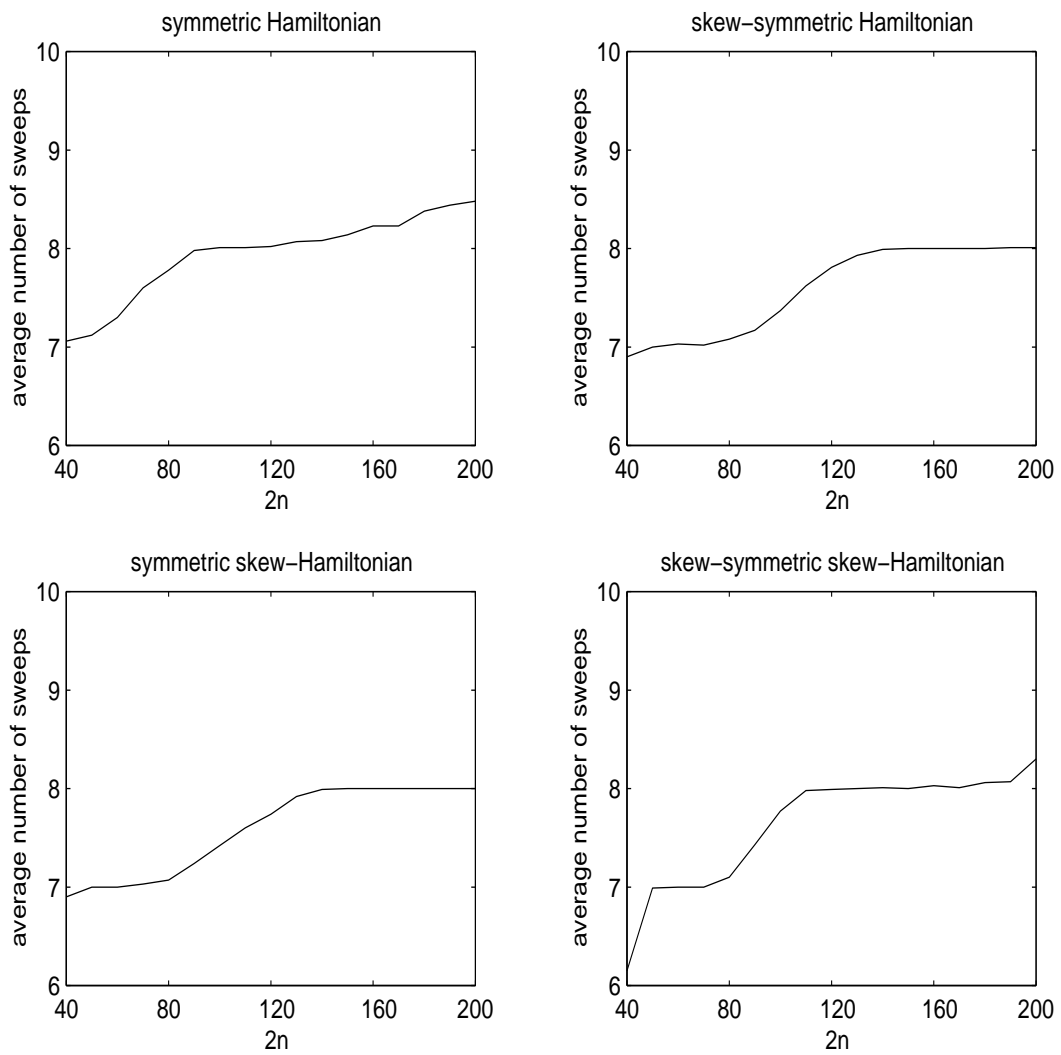 symmetric Hamiltonian
average number of sweeps
10
9
8
7
6
40 80 120 160 200
2n
skew-symmetric Hamiltonian
average number of sweeps
10
9
8
7
6
40 80 120 160 200
2n
symmetric skew-Hamiltonian
average number of sweeps
10
9
8
7
6
40 80 120 160 200
2n
skew-symmetric skew-Hamiltonian
average number of sweeps
10
9
8
7
6
40 80 120 160 200
2n